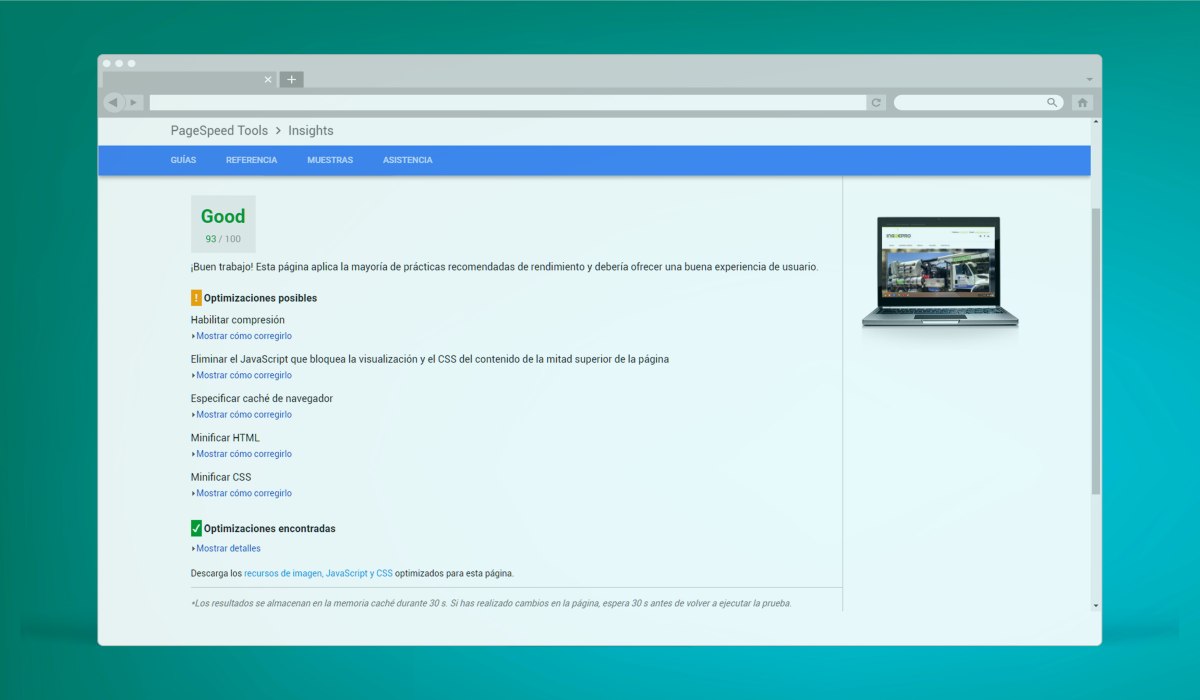 PageSpeed Tools > Insights
GUÍAS REFERENCIA MUESTRAS ASISTENCIA
Good
93 / 100
¡Buen trabajo! Esta página aplica la mayoría de prácticas recomendadas de rendimiento y debería ofrecer una buena experiencia de usuario.
! Optimizaciones posibles
Habilitar compresión
Mostrar cómo corregirlo
Eliminar el JavaScript que bloquea la visualización y el CSS del contenido de la mitad superior de la página
Mostrar cómo corregirlo
Especificar caché de navegador
Mostrar cómo corregirlo
Minificar HTML
Mostrar cómo corregirlo
Minificar CSS
Mostrar cómo corregirlo
Optimizaciones encontradas
Mostrar detalles
Descarga los recursos de imagen, JavaScript y CSS optimizados para esta página.
*Los resultados se almacenan en la memoria caché durante 30 s. Si has realizado cambios en la página, espera 30 s antes de volver a ejecutar la prueba.